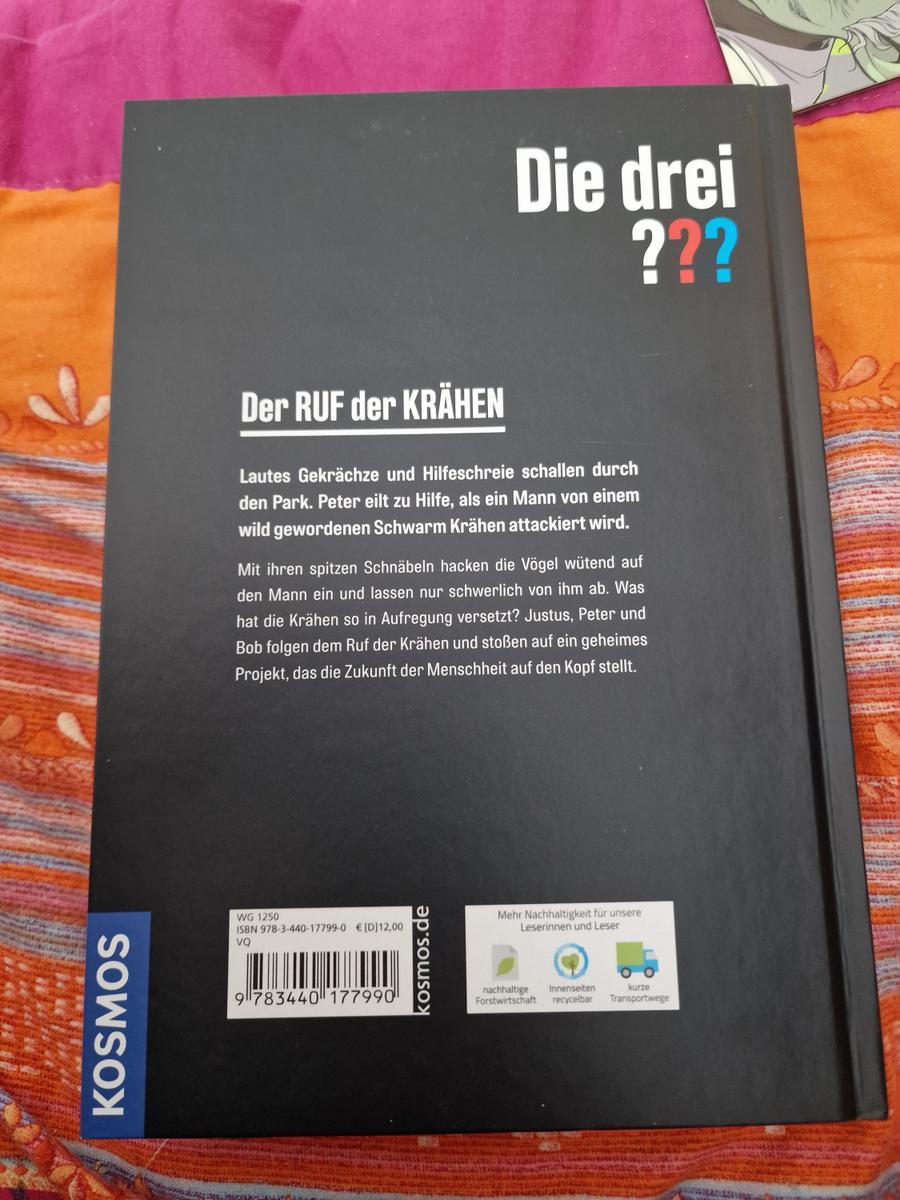 Die drei
???
Der RUF der KRÄHEN
Lautes Gekrächze und Hilfeschreie schallen durch
den Park. Peter eilt zu Hilfe, als ein Mann von einem
wild gewordenen Schwarm Krähen attackiert wird.
Mit ihren spitzen Schnäbeln hacken die Vögel wütend auf
den Mann ein und lassen nur schwerlich von ihm ab. Was
hat die Krähen so in Aufregung versetzt? Justus, Peter und
Bob folgen dem Ruf der Krähen und stoßen auf ein geheimes
Projekt, das die Zukunft der Menschheit auf den Kopf stellt.
KOSMOS
WG 1250
ISBN 978-3-440-17799-0 € [D]12,00
VQ
9 783440 177990
kosmos.de
Mehr Nachhaltigkeit für unsere
Leserinnen und Leser
nachhaltige
Forstwirtschaft
Innenseiten
recycelbar
kurze
Transportwege